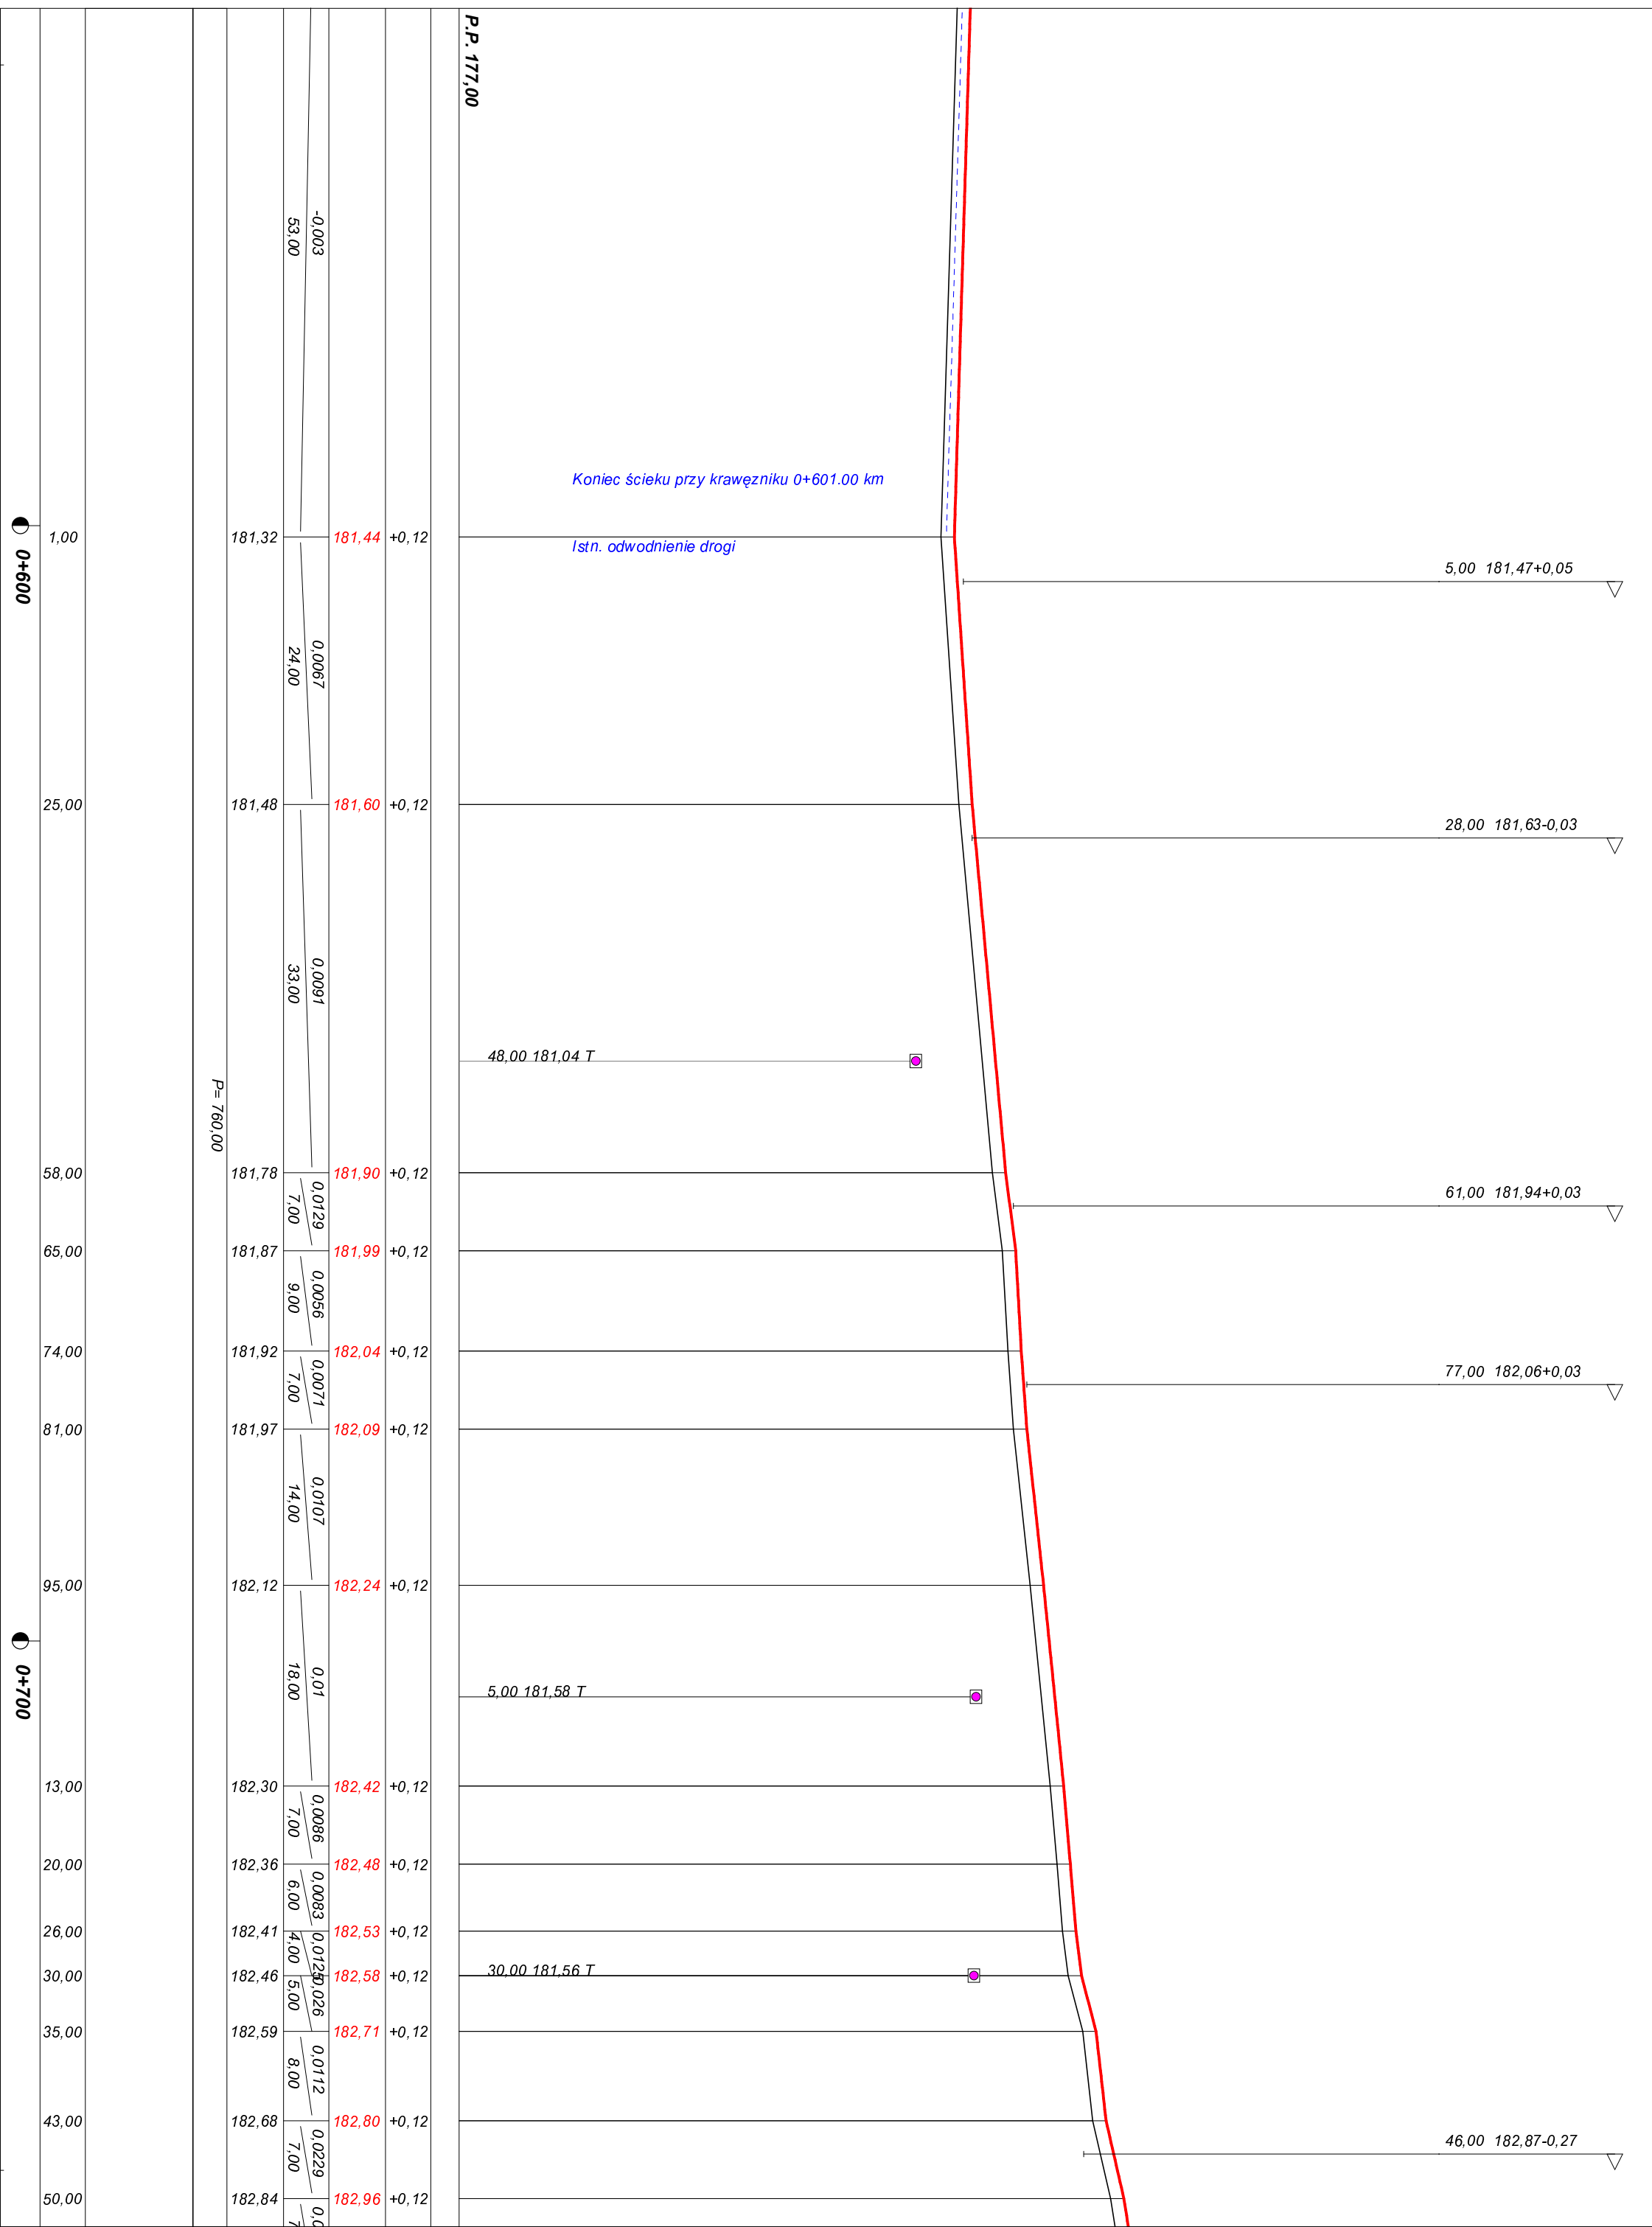 P.P. 177,00
-0,003
53,00
Koniec ścieku przy krawęzniku 0+601.00 km
0+600
1,00 181,32 181,44 +0,12
Istn. odwodnienie drogi
5,00 181,47+0,05
0,0067
24,00
25,00 181,48 181,60 +0,12
28,00 181,63-0,03
0,0091
33,00
48,00 181,04 T
P= 760,00
58,00 181,78 181,90 +0,12
61,00 181,94+0,03
0,0129
7,00
65,00 181,87 181,99 +0,12
0,0056
9,00
74,00 181,92 182,04 +0,12
77,00 182,06+0,03
0,0071
7,00
81,00 181,97 182,09 +0,12
0,0107
14,00
95,00 182,12 182,24 +0,12
0+700
0,01
18,00
5,00 181,58 T
13,00 182,30 182,42 +0,12
0,0086
7,00
20,00 182,36 182,48 +0,12
0,0083
6,00
26,00 182,41 182,53 +0,12
0,0125
4,00
30,00 182,46 182,58 +0,12
30,00 181,56 T
0,026
5,00
35,00 182,59 182,71 +0,12
0,0112
8,00
43,00 182,68 182,80 +0,12
46,00 182,87-0,27
0,0229
7,00
50,00 182,84 182,96 +0,12